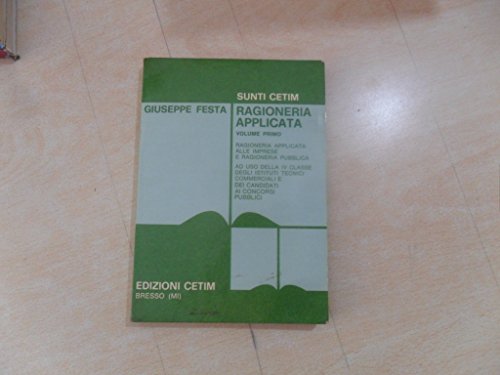 SUNTI CETIM
GIUSEPPE FESTA
RAGIONERIA
APPLICATA
VOLUME PRIMO
RAGIONERIA APPLICATA
ALLE IMPRESE
E RAGIONERIA PUBBLICA
AD USO DELLA IV CLASSE
DEGLI ISTITUTI TECNICI
COMMERCIALI E
DEI CANDIDATI
AI CONCORSI
PUBBLICI
EDIZIONI CETIM
BRESSO (MI)